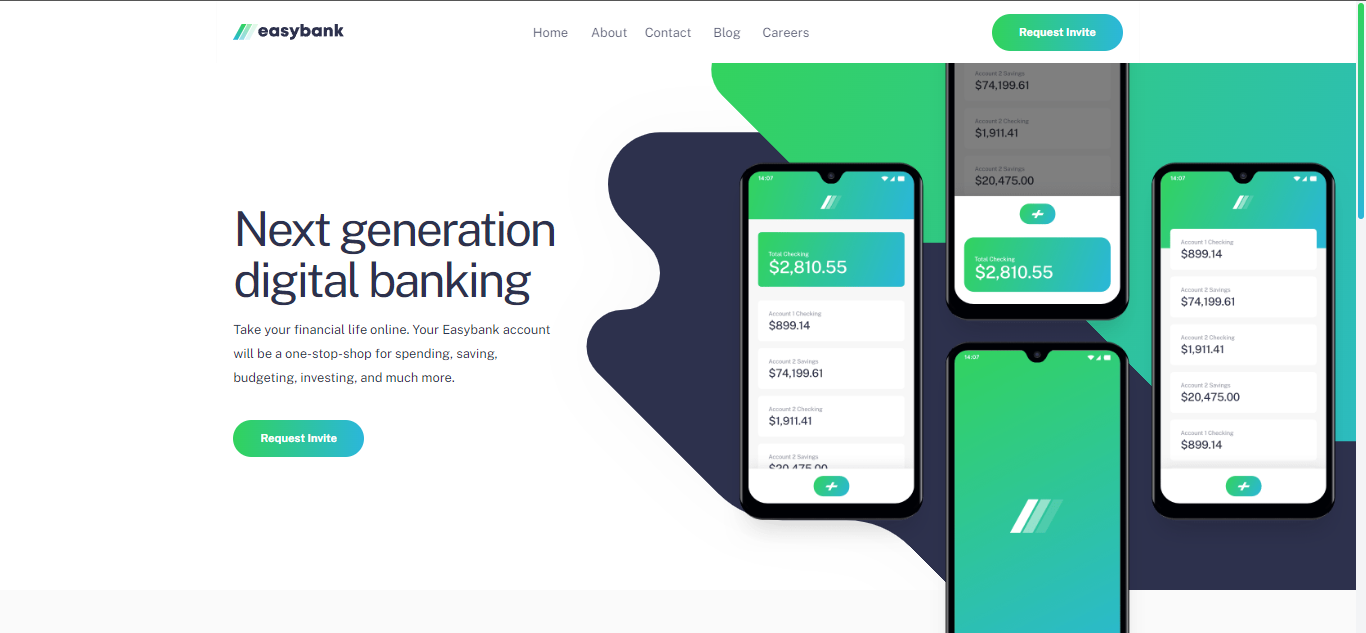 easybank
Home About Contact Blog Careers
Request Invite
Next generation
digital banking
Take your financial life online. Your Easybank account
will be a one-stop-shop for spending, saving,
budgeting, investing, and much more.
Request Invite
14:07
Total Checking
$2,810.55
Account 1 Checking
$899.14
Account 2 Savings
$74,199.61
Account 2 Checking
$1,911.41
Account 2 Savings
$20,475.00
Account 2 Savings
$74,199.61
Account 2 Checking
$1,911.41
Account 2 Savings
$20,475.00
Total Checking
$2,810.55
14:07
14:07
Account 1 Checking
$899.14
Account 2 Savings
$74,199.61
Account 2 Checking
$1,911.41
Account 2 Savings
$20,475.00
Account 1 Checking
$899.14